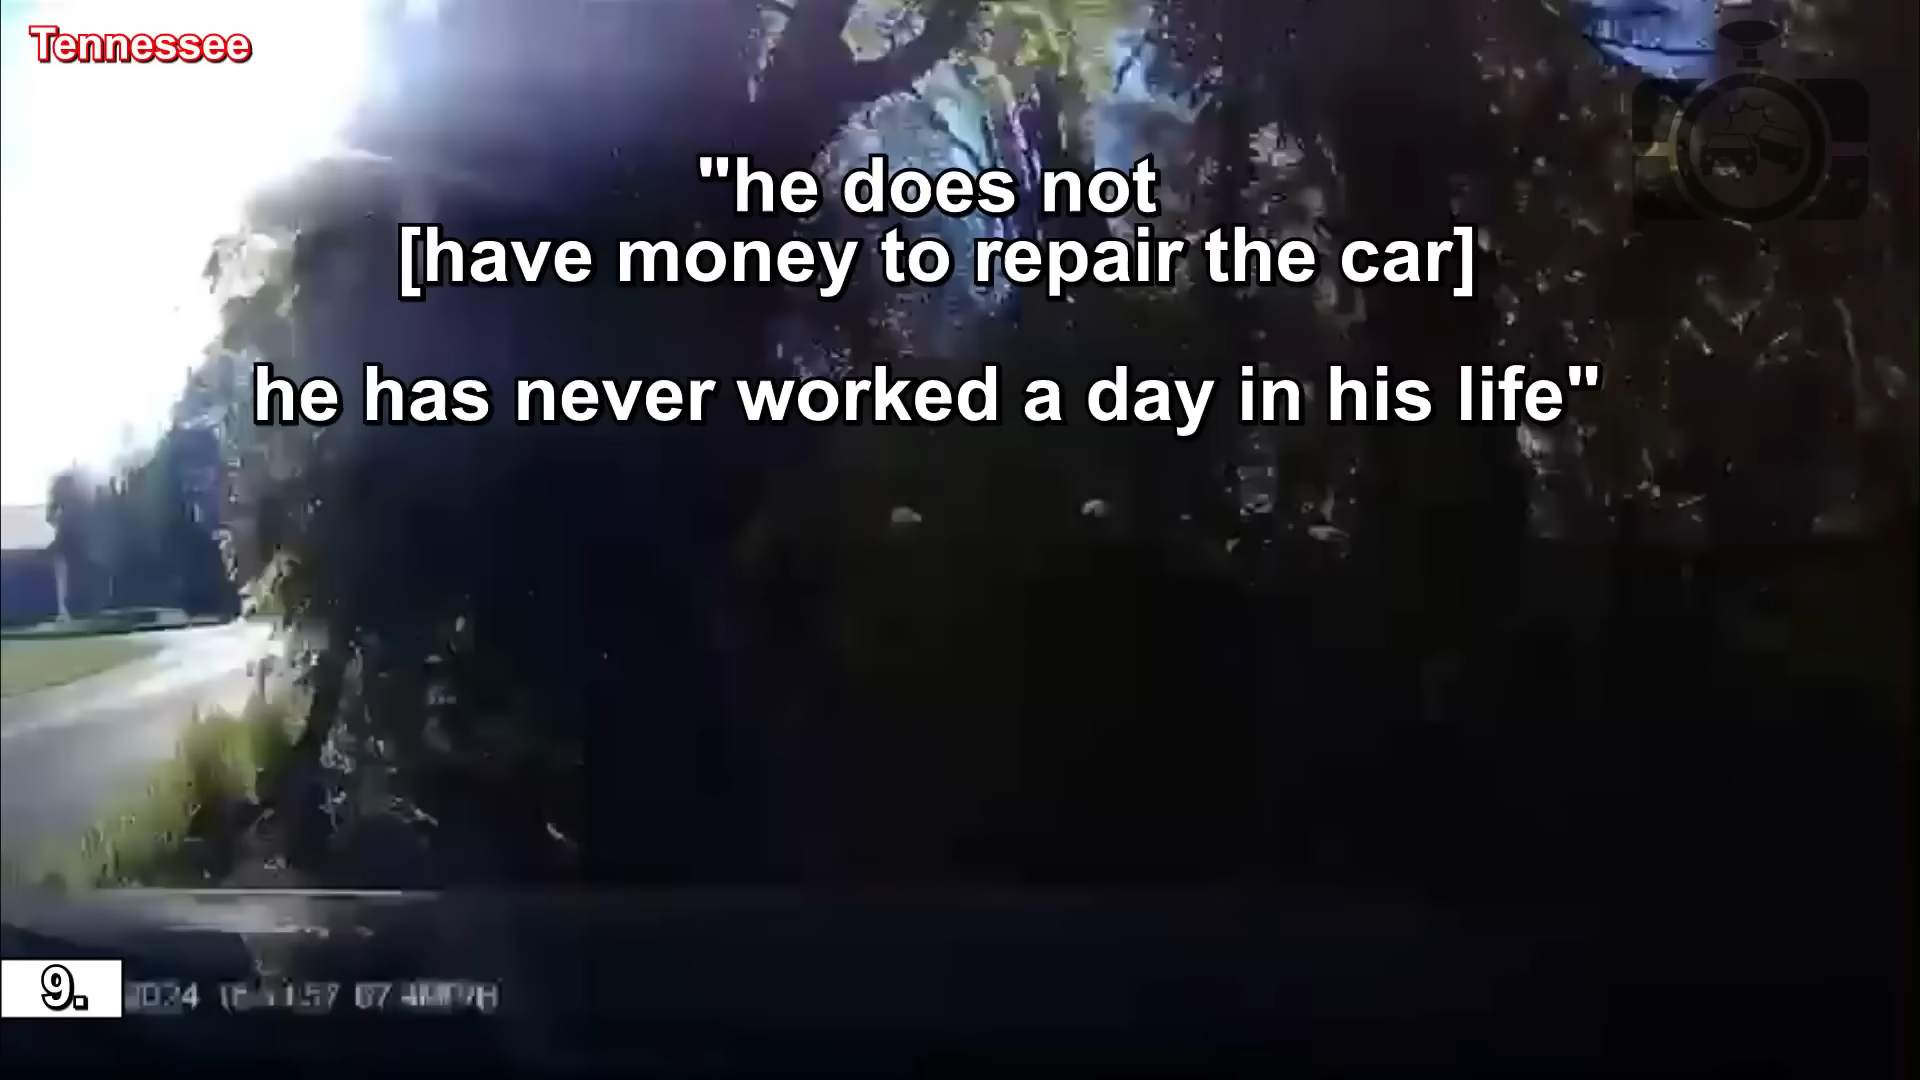 Tennessee
"he does not
[have money to repair the car]
he has never worked a day in his life"
9.
2024